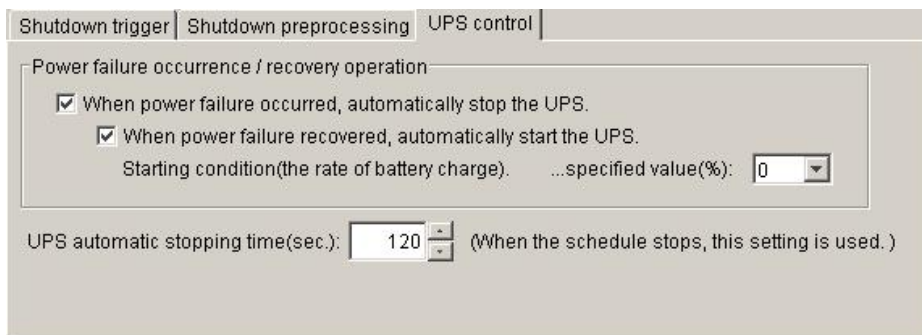 Shutdown trigger Shutdown preprocessing UPS control
Power failure occurrence / recovery operation
When power failure occurred, automatically stop the UPS.
When power failure recovered, automatically start the UPS.
Starting condition(the rate of battery charge). ...specified value(%): 0
UPS automatic stopping time(sec.): 120 (When the schedule stops, this setting is used. )